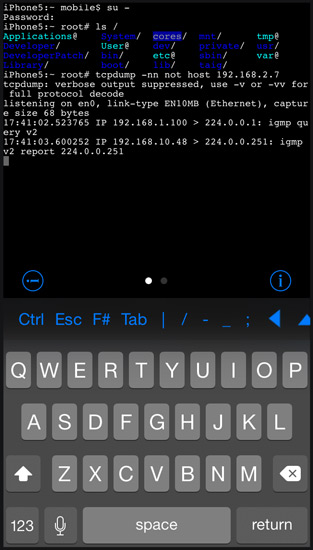 iPhone5:~ mobile$ su -
Password:
iPhone5:~ root# ls /
Applications@ System/ cores/ mnt/ tmp@
Developer/ User@ dev/ private/ usr/
DeveloperPatch/ bin/ etc@ sbin/ var@
Library/ boot/ lib/ taig/
iPhone5:~ root# tcpdump -nn not host 192.168.2.7
tcpdump: verbose output suppressed, use -v or -vv for
 full protocol decode
listening on en0, link-type EN10MB (Ethernet), captur
e size 68 bytes
17:41:02.523765 IP 192.168.1.100 > 224.0.0.1: igmp qu
ery v2
17:41:03.600252 IP 192.168.10.48 > 224.0.0.251: igmp
v2 report 224.0.0.251
Ctrl Esc F# Tab | / - _ ;
Q W E R T Y U I O P
A S D F G H J K L
Z X C V B N M
123 space return